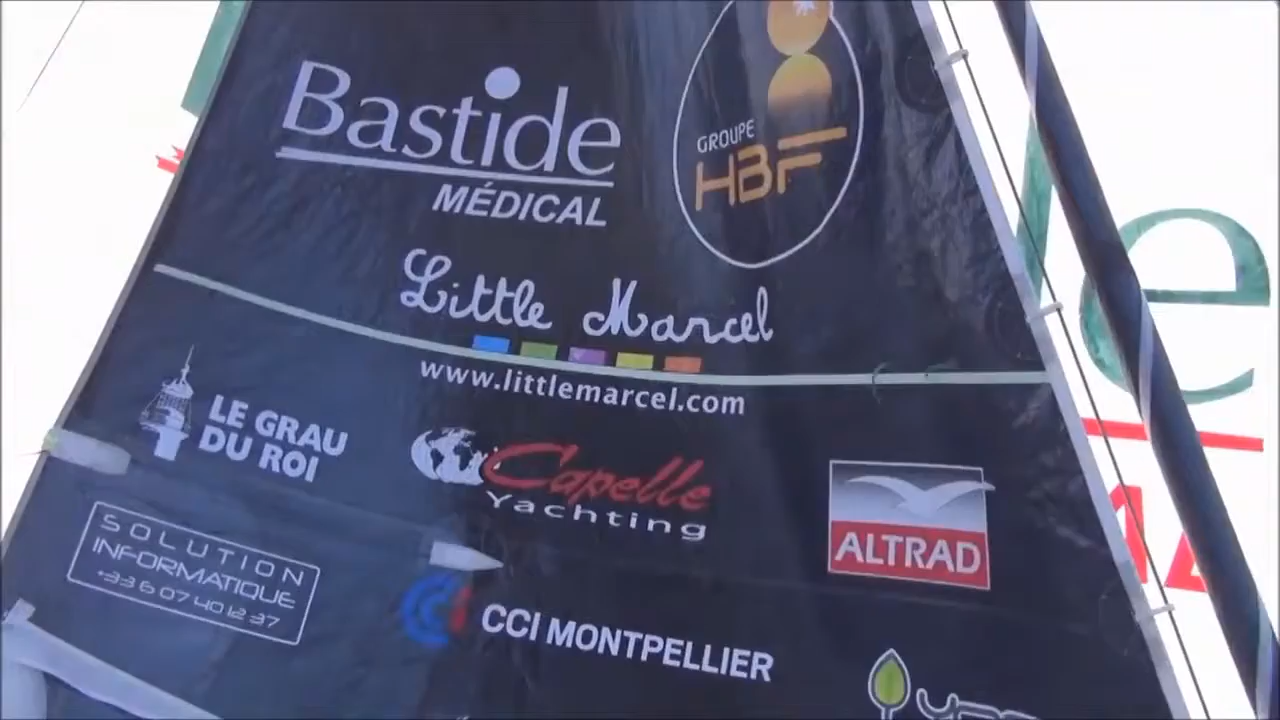 Bastide
MÉDICAL
GROUPE
HBF
Little Marcel
www.littlemarcel.com
LE GRAU
DU ROI
Capelle
Yachting
ALTRAD
SOLUTION
INFORMATIQUE
+33 6 07 40 12 37
CCI MONTPELLIER
le